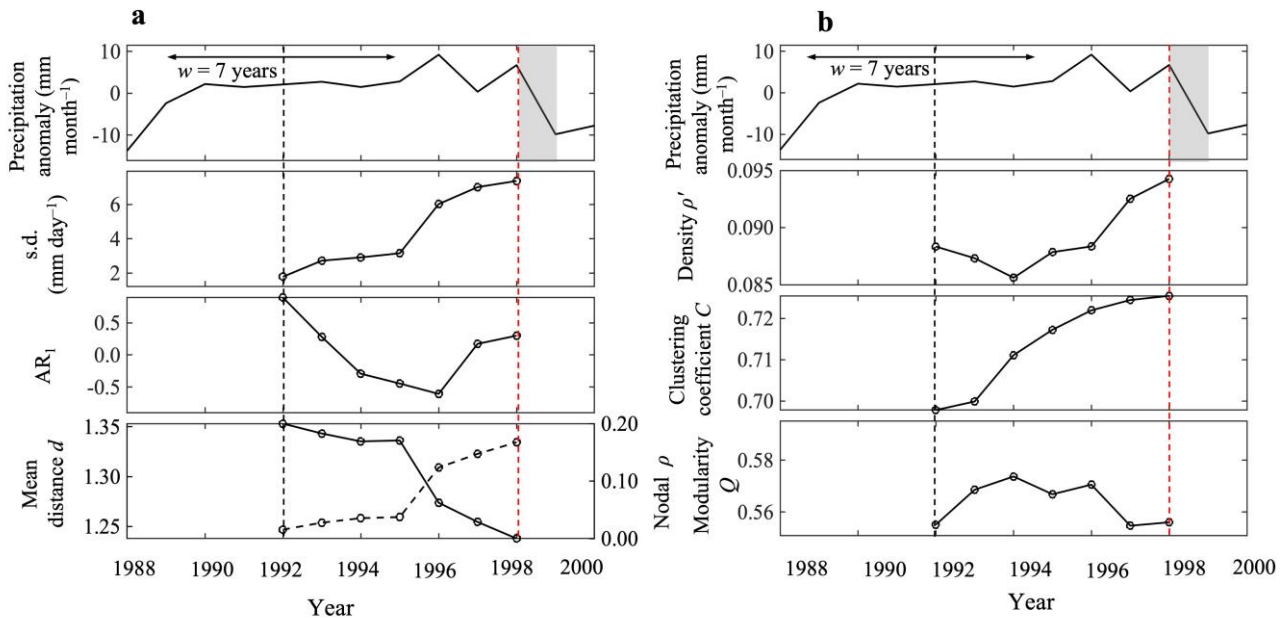 a
Precipitation
anomaly (mm
month⁻¹)
10
0
-10
w = 7 years
s.d.
(mm day⁻¹)
6
4
2
AR₁
0.5
0.0
-0.5
Mean
distance d
1.35
1.30
1.25
0.20
0.10
0.00
Nodal ρ
1988 1990 1992 1994 1996 1998 2000
Year
b
Precipitation
anomaly (mm
month⁻¹)
10
0
-10
w = 7 years
Density ρ'
0.095
0.090
0.085
Clustering
coefficient C
0.72
0.71
0.70
Modularity
Q
0.58
0.56
1988 1990 1992 1994 1996 1998 2000
Year